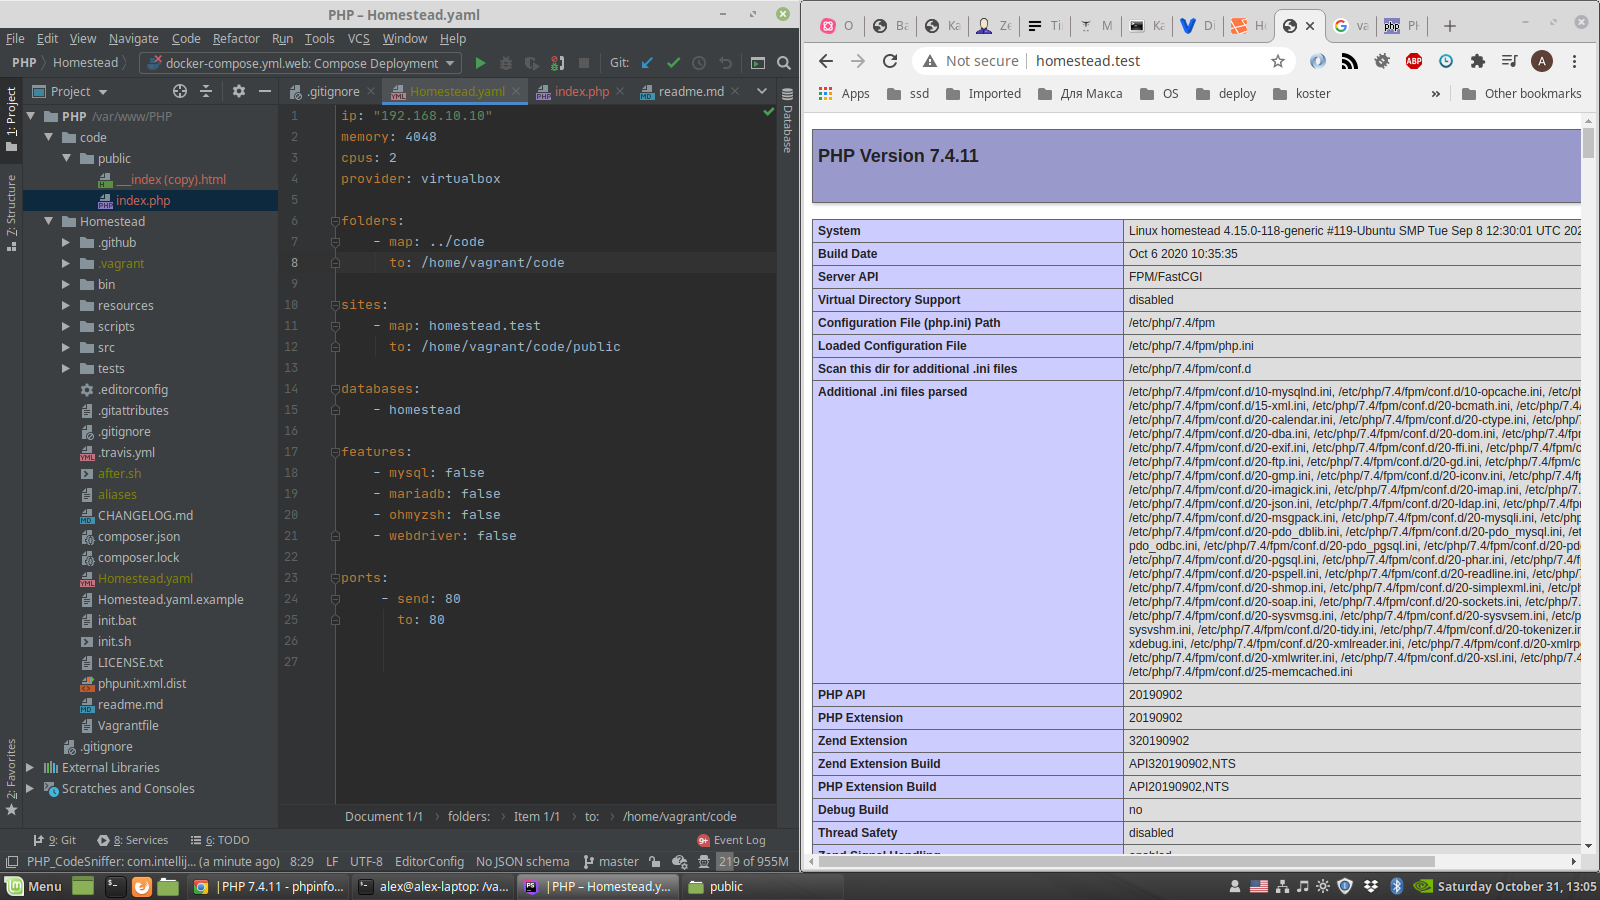 PHP – Homestead.yaml
File Edit View Navigate Code Refactor Run Tools VCS Window Help
PHP Homestead docker-compose.yml.web: Compose Deployment Git:
Project
.gitignore Homestead.yaml index.php readme.md
1: Project
7: Structure
2: Favorites
Database
PHP /var/www/PHP
code
public
__index (copy).html
index.php
Homestead
.github
.vagrant
bin
resources
scripts
src
tests
.editorconfig
.gitattributes
.gitignore
.travis.yml
after.sh
aliases
CHANGELOG.md
composer.json
composer.lock
Homestead.yaml
Homestead.yaml.example
init.bat
init.sh
LICENSE.txt
phpunit.xml.dist
readme.md
Vagrantfile
.gitignore
External Libraries
Scratches and Consoles
1 ip: "192.168.10.10"
2 memory: 4048
3 cpus: 2
4 provider: virtualbox
5
6 folders:
7 - map: ../code
8 to: /home/vagrant/code
9
10 sites:
11 - map: homestead.test
12 to: /home/vagrant/code/public
13
14 databases:
15 - homestead
16
17 features:
18 - mysql: false
19 - mariadb: false
20 - ohmyzsh: false
21 - webdriver: false
22
23 ports:
24 - send: 80
25 to: 80
26
27
Document 1/1 folders: Item 1/1 to: /home/vagrant/code
9: Git 8: Services 6: TODO 9+ Event Log
PHP_CodeSniffer: com.intellij... (a minute ago) 8:29 LF UTF-8 EditorConfig No JSON schema master 219 of 955M
O Ba Ka Ze Ti M Ka Di Ho va PH
Not secure homestead.test ABP A
Apps ssd Imported Для Макса OS deploy koster » Other bookmarks
PHP Version 7.4.11
System Linux homestead 4.15.0-118-generic #119-Ubuntu SMP Tue Sep 8 12:30:01 UTC 202
Build Date Oct 6 2020 10:35:35
Server API FPM/FastCGI
Virtual Directory Support disabled
Configuration File (php.ini) Path /etc/php/7.4/fpm
Loaded Configuration File /etc/php/7.4/fpm/php.ini
Scan this dir for additional .ini files /etc/php/7.4/fpm/conf.d
Additional .ini files parsed /etc/php/7.4/fpm/conf.d/10-mysqlnd.ini, /etc/php/7.4/fpm/conf.d/10-opcache.ini, /etc/p
/etc/php/7.4/fpm/conf.d/15-xml.ini, /etc/php/7.4/fpm/conf.d/20-bcmath.ini, /etc/php/7.4/
/etc/php/7.4/fpm/conf.d/20-calendar.ini, /etc/php/7.4/fpm/conf.d/20-ctype.ini, /etc/php/7.
/etc/php/7.4/fpm/conf.d/20-dba.ini, /etc/php/7.4/fpm/conf.d/20-dom.ini, /etc/php/7.4/fpm
/etc/php/7.4/fpm/conf.d/20-exif.ini, /etc/php/7.4/fpm/conf.d/20-ffi.ini, /etc/php/7.4/fpm/c
/etc/php/7.4/fpm/conf.d/20-ftp.ini, /etc/php/7.4/fpm/conf.d/20-gd.ini, /etc/php/7.4/fpm/c
/etc/php/7.4/fpm/conf.d/20-gmp.ini, /etc/php/7.4/fpm/conf.d/20-iconv.ini, /etc/php/7.4/f
/etc/php/7.4/fpm/conf.d/20-imagick.ini, /etc/php/7.4/fpm/conf.d/20-imap.ini, /etc/php/7.
/etc/php/7.4/fpm/conf.d/20-json.ini, /etc/php/7.4/fpm/conf.d/20-ldap.ini, /etc/php/7.4/fp
/etc/php/7.4/fpm/conf.d/20-msgpack.ini, /etc/php/7.4/fpm/conf.d/20-mysqli.ini, /etc/php
/etc/php/7.4/fpm/conf.d/20-pdo_dblib.ini, /etc/php/7.4/fpm/conf.d/20-pdo_mysql.ini, /etc
pdo_odbc.ini, /etc/php/7.4/fpm/conf.d/20-pdo_pgsql.ini, /etc/php/7.4/fpm/conf.d/20-pd
/etc/php/7.4/fpm/conf.d/20-pgsql.ini, /etc/php/7.4/fpm/conf.d/20-phar.ini, /etc/php/7.4/f
/etc/php/7.4/fpm/conf.d/20-pspell.ini, /etc/php/7.4/fpm/conf.d/20-readline.ini, /etc/php/7
/etc/php/7.4/fpm/conf.d/20-shmop.ini, /etc/php/7.4/fpm/conf.d/20-simplexml.ini, /etc/ph
/etc/php/7.4/fpm/conf.d/20-soap.ini, /etc/php/7.4/fpm/conf.d/20-sockets.ini, /etc/php/7.4
/etc/php/7.4/fpm/conf.d/20-sysvmsg.ini, /etc/php/7.4/fpm/conf.d/20-sysvsem.ini, /etc/ph
sysvshm.ini, /etc/php/7.4/fpm/conf.d/20-tidy.ini, /etc/php/7.4/fpm/conf.d/20-tokenizer.in
xdebug.ini, /etc/php/7.4/fpm/conf.d/20-xmlreader.ini, /etc/php/7.4/fpm/conf.d/20-xmlrp
/etc/php/7.4/fpm/conf.d/20-xmlwriter.ini, /etc/php/7.4/fpm/conf.d/20-xsl.ini, /etc/php/7.4
/etc/php/7.4/fpm/conf.d/25-memcached.ini
PHP API 20190902
PHP Extension 20190902
Zend Extension 320190902
Zend Extension Build API320190902,NTS
PHP Extension Build API20190902,NTS
Debug Build no
Thread Safety disabled
Zend Signal Handling enabled
Menu |PHP 7.4.11 - phpinfo... alex@alex-laptop: /va... |PHP – Homestead.y... public Saturday October 31, 13:05